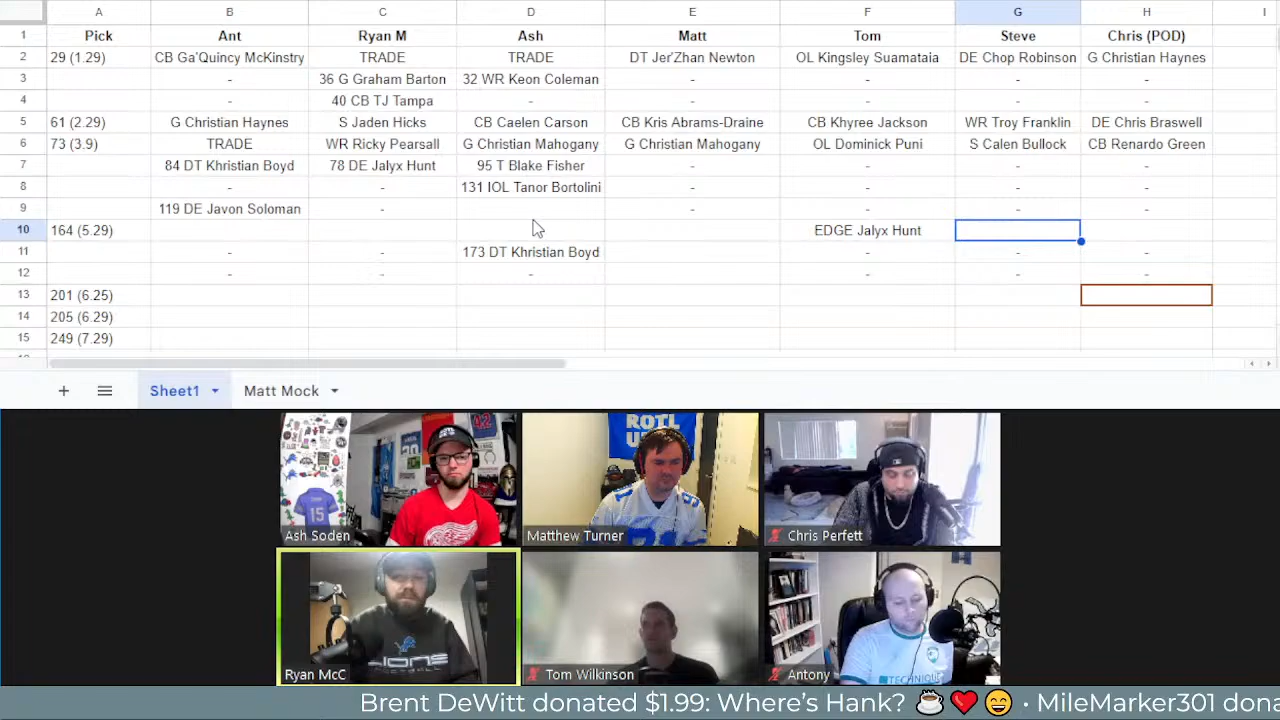 A B C D E F G H I
1 Pick Ant Ryan M Ash Matt Tom Steve Chris (POD)
2 29 (1.29) CB Ga'Quincy McKinstry TRADE TRADE DT Jer'Zhan Newton OL Kingsley Suamataia DE Chop Robinson G Christian Haynes
3 - 36 G Graham Barton 32 WR Keon Coleman - - - -
4 - 40 CB TJ Tampa - - - - -
5 61 (2.29) G Christian Haynes S Jaden Hicks CB Caelen Carson CB Kris Abrams-Draine CB Khyree Jackson WR Troy Franklin DE Chris Braswell
6 73 (3.9) TRADE WR Ricky Pearsall G Christian Mahogany G Christian Mahogany OL Dominick Puni S Calen Bullock CB Renardo Green
7 84 DT Khristian Boyd 78 DE Jalyx Hunt 95 T Blake Fisher - - - -
8 - - 131 IOL Tanor Bortolini - - - -
9 119 DE Javon Soloman - - - - -
10 164 (5.29) EDGE Jalyx Hunt
11 - - 173 DT Khristian Boyd - - -
12 - - - - - -
13 201 (6.25)
14 205 (6.29)
15 249 (7.29)
Sheet1 Matt Mock
ROTL
42
15
Ash Soden Matthew Turner Chris Perfett
LIONS
TECHNIQUE
Ryan McC Tom Wilkinson Antony
Brent DeWitt donated $1.99: Where's Hank? ☕❤️😄 • MileMarker301 dona